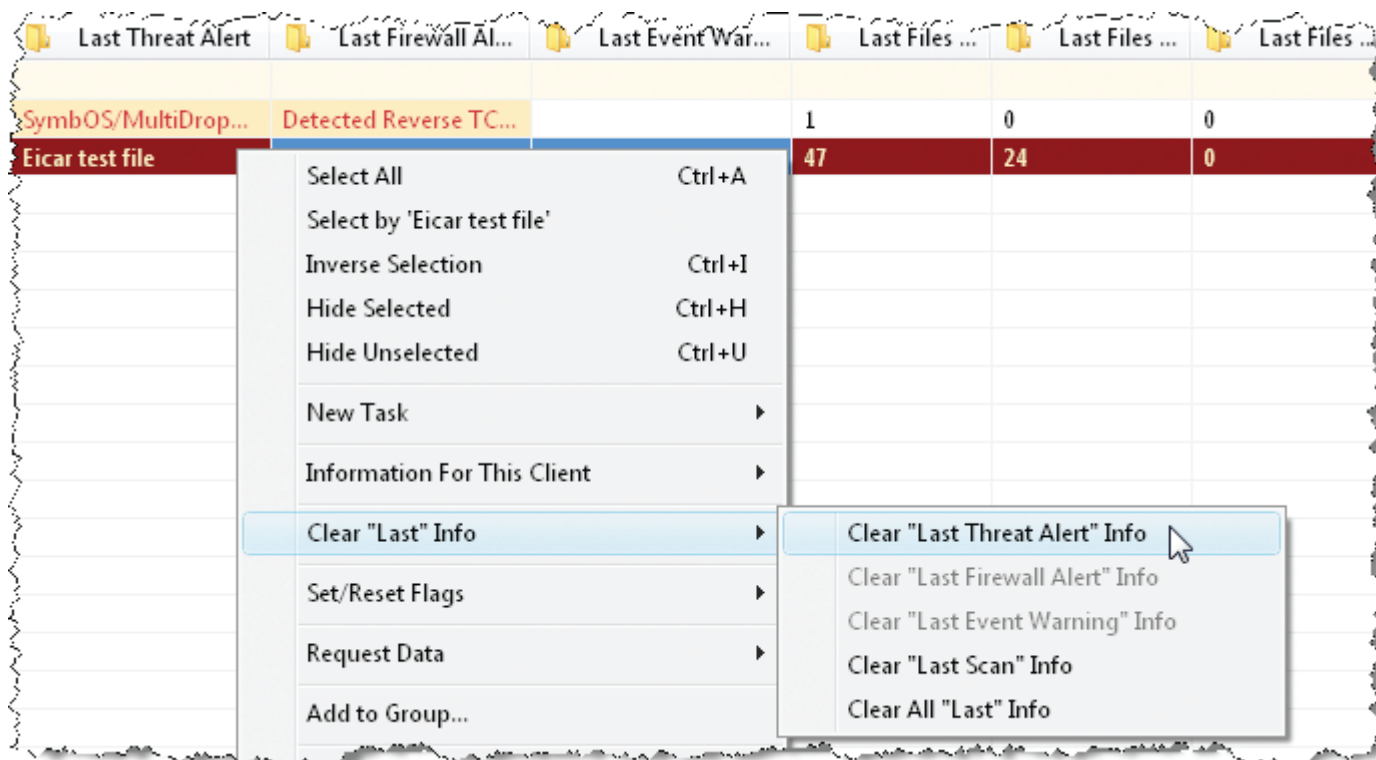 Last Threat Alert Last Firewall Al... Last Event War... Last Files ... Last Files ... Last Files ...
SymbOS/MultiDrop... Detected Reverse TC... 1 0 0
Eicar test file 47 24 0
Select All Ctrl+A
Select by 'Eicar test file'
Inverse Selection Ctrl+I
Hide Selected Ctrl+H
Hide Unselected Ctrl+U
New Task
Information For This Client
Clear "Last" Info
Set/Reset Flags
Request Data
Add to Group...
Clear "Last Threat Alert" Info
Clear "Last Firewall Alert" Info
Clear "Last Event Warning" Info
Clear "Last Scan" Info
Clear All "Last" Info